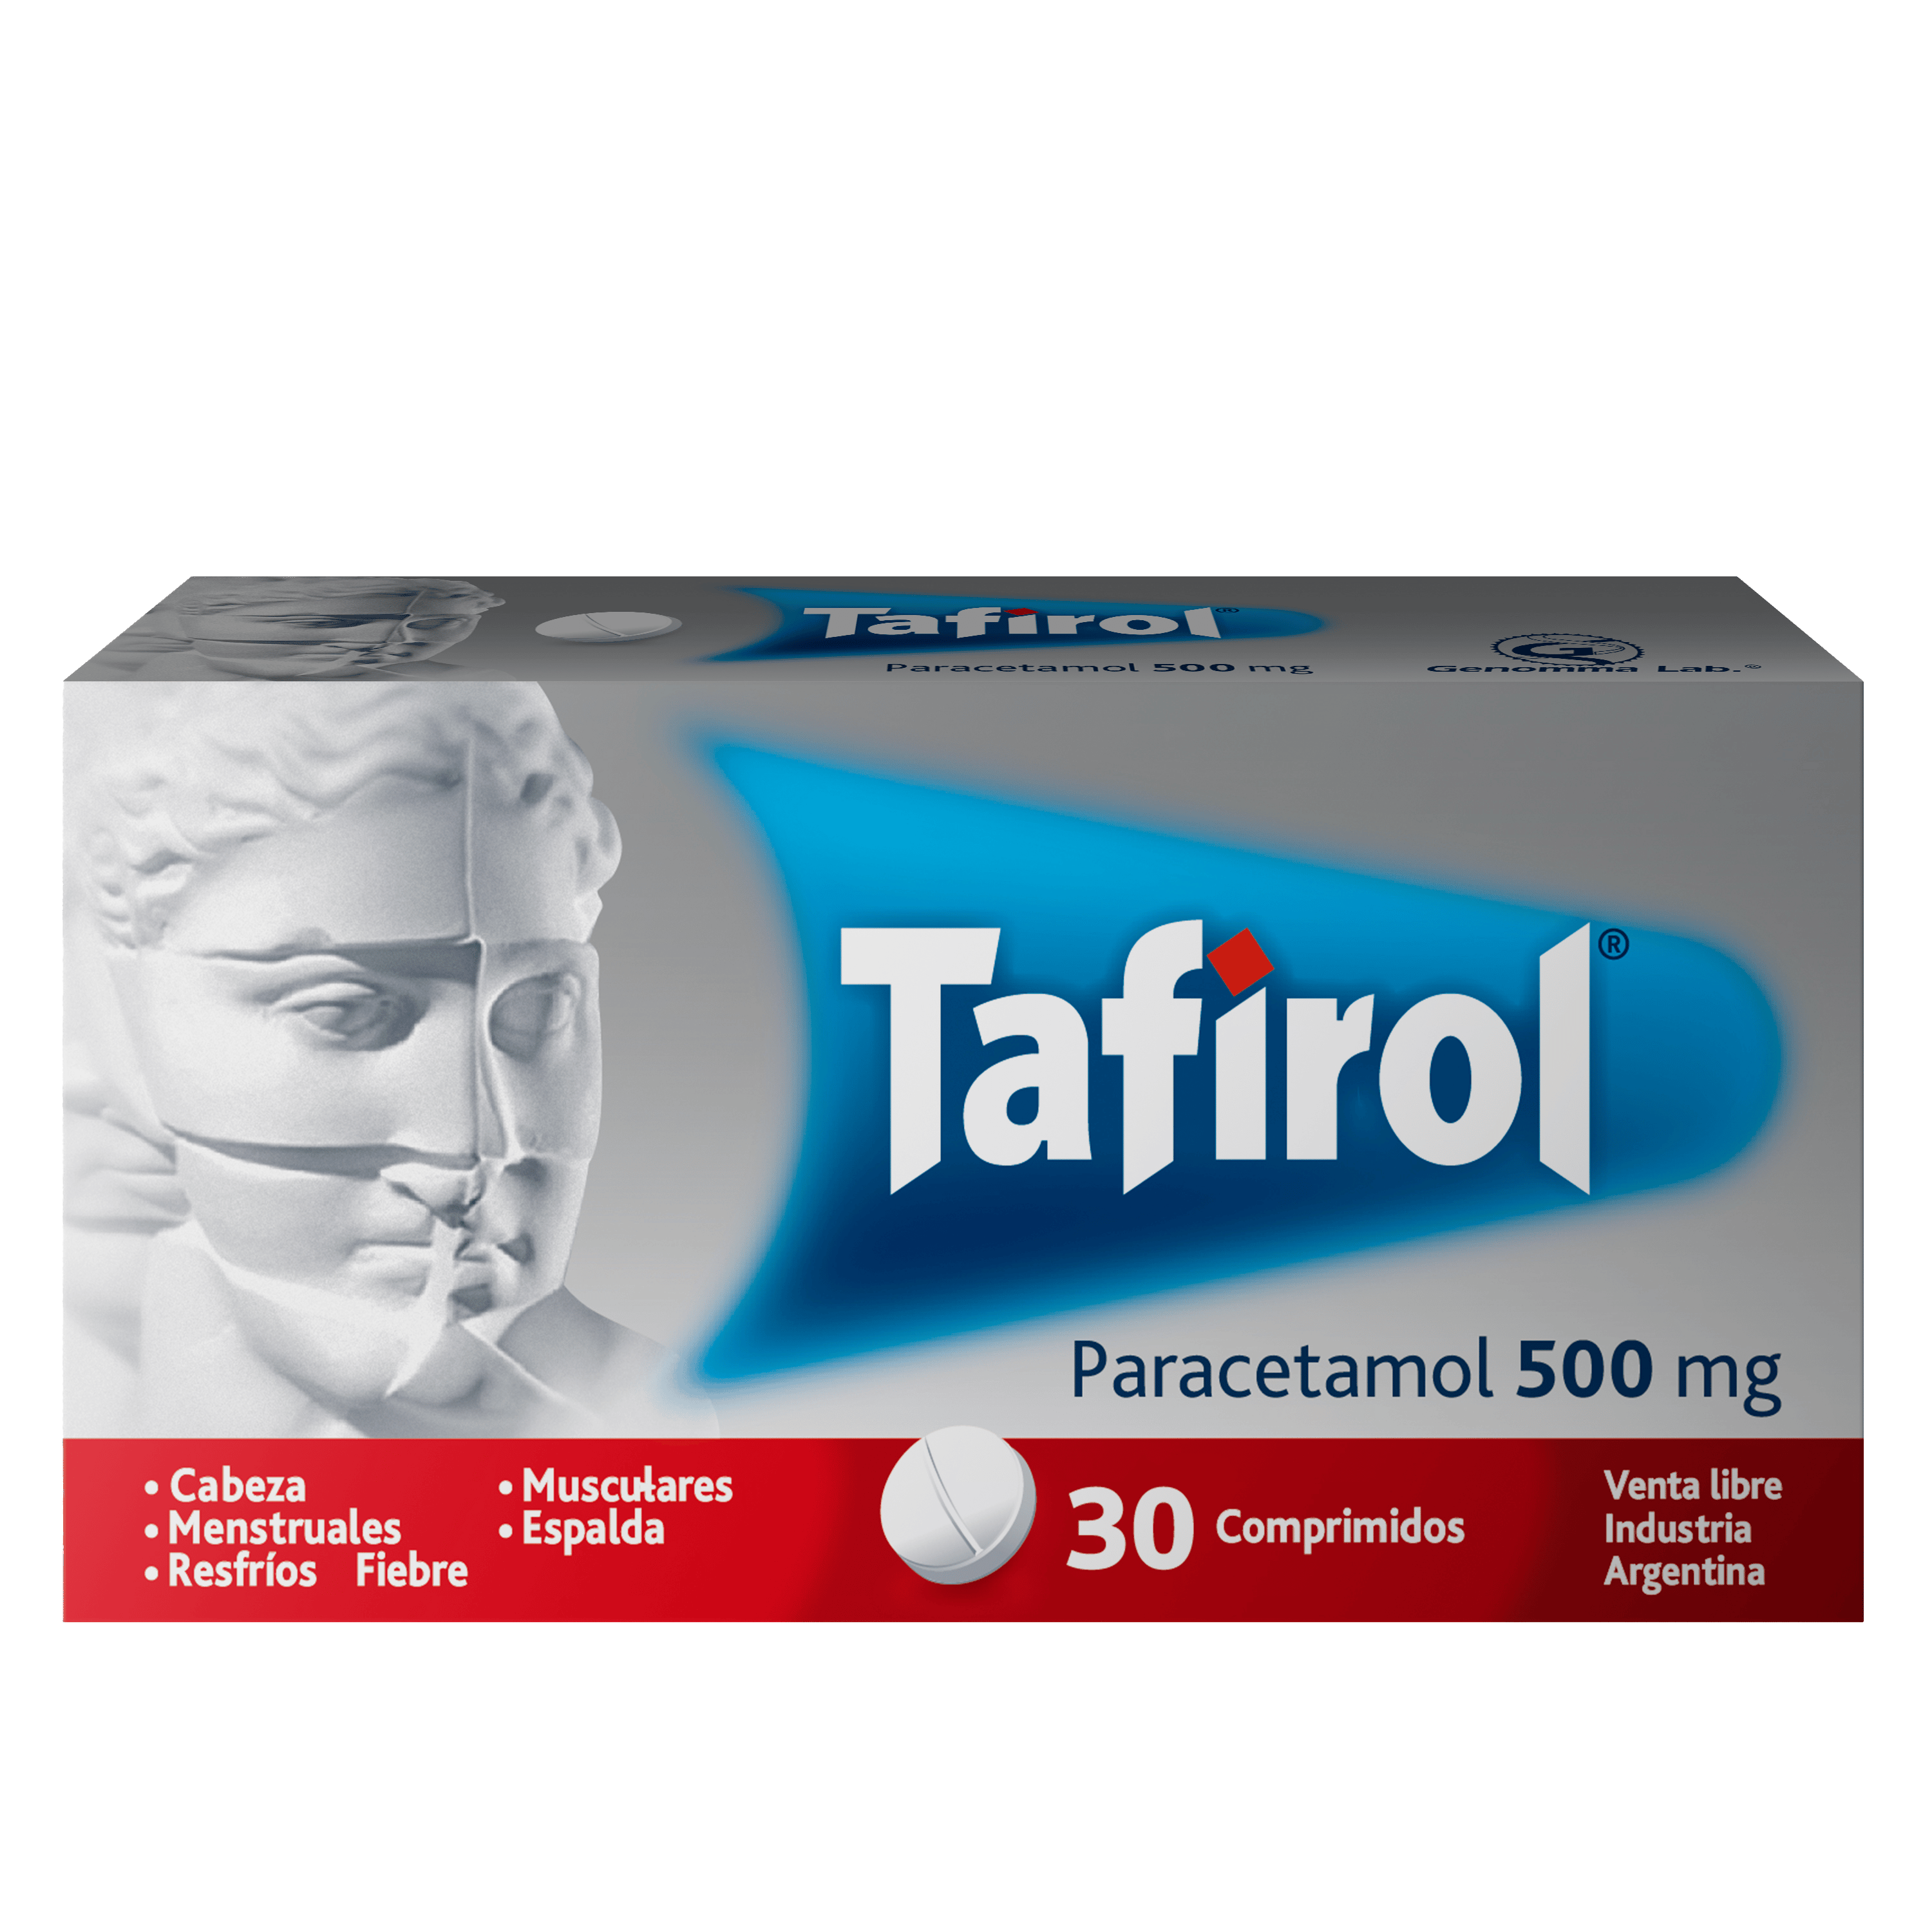 Tafirol®
Paracetamol 500 mg
Genomma Lab.®
Tafirol®
Paracetamol 500 mg
• Cabeza
• Menstruales
• Resfríos Fiebre
• Musculares
• Espalda
30 Comprimidos
Venta libre
Industria
Argentina